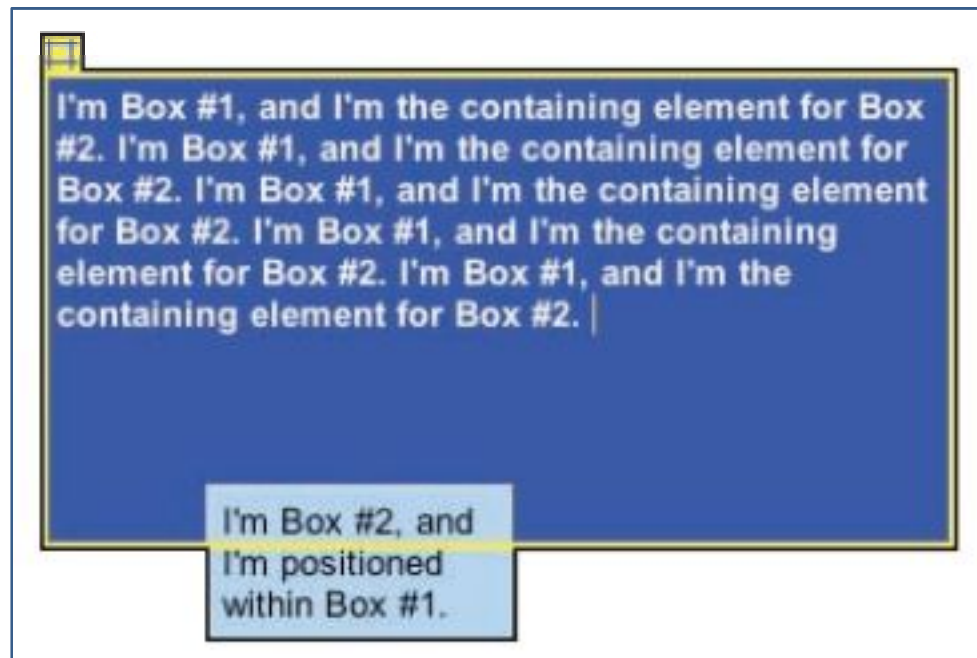 I'm Box #1, and I'm the containing element for Box
#2. I'm Box #1, and I'm the containing element for
Box #2. I'm Box #1, and I'm the containing element
for Box #2. I'm Box #1, and I'm the containing
element for Box #2. I'm Box #1, and I'm the
containing element for Box #2.
I'm Box #2, and
I'm positioned
within Box #1.